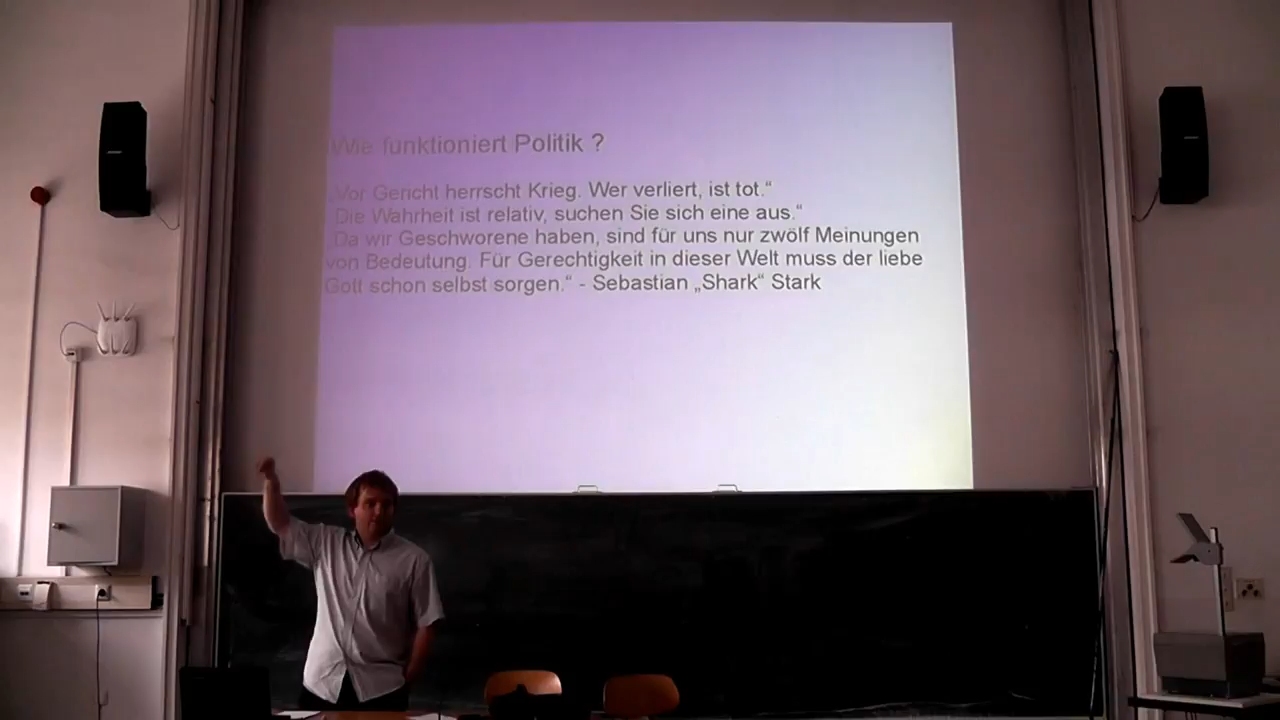 Wie funktioniert Politik ?
„Vor Gericht herrscht Krieg. Wer verliert, ist tot.“
„Die Wahrheit ist relativ, suchen Sie sich eine aus.“
„Da wir Geschworene haben, sind für uns nur zwölf Meinungen
von Bedeutung. Für Gerechtigkeit in dieser Welt muss der liebe
Gott schon selbst sorgen.“ - Sebastian „Shark“ Stark